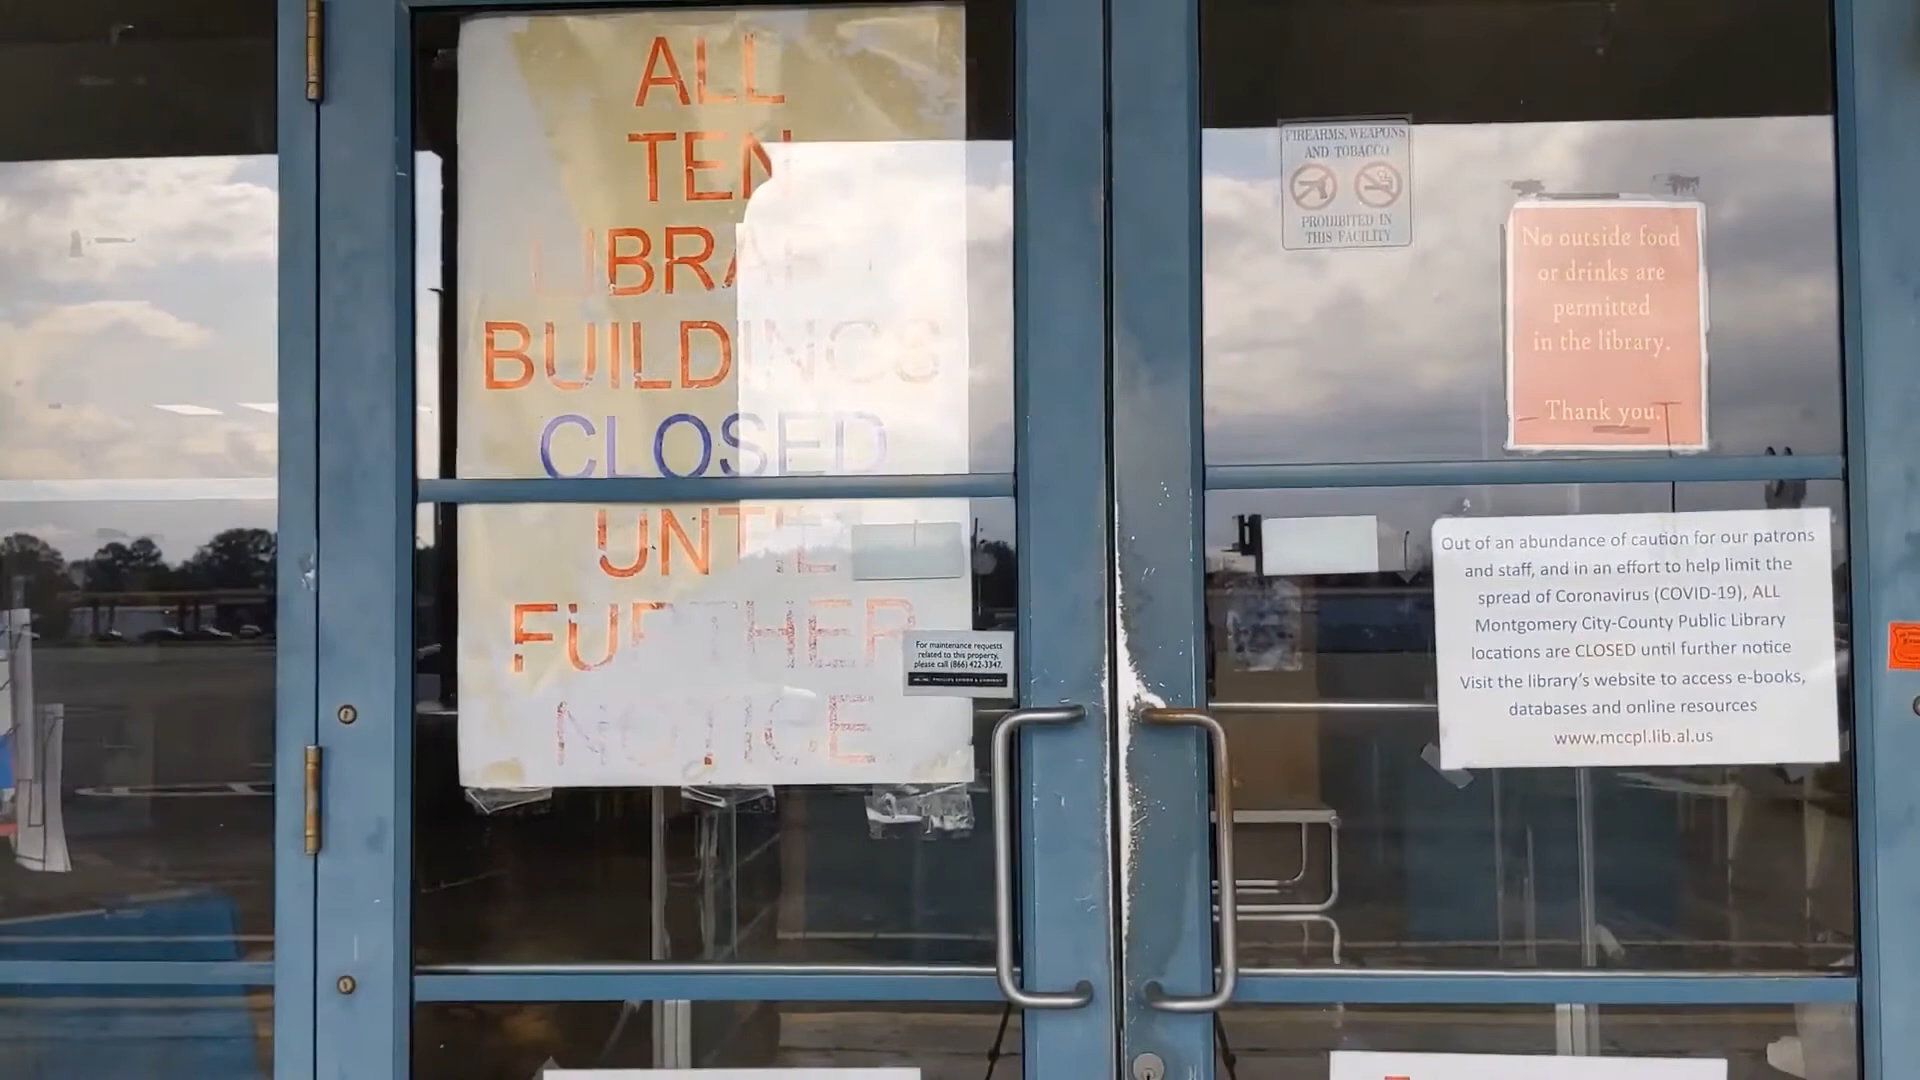 ALL
TEN
LIBRA
BUILDINGS
CLOSED
UNTIL
FURTHER
NOTICE
For maintenance requests
related to this property,
please call (866) 422-3347.
FIREARMS, WEAPONS
AND TOBACCO
PROHIBITED IN
THIS FACILITY
No outside food
or drinks are
permitted
in the library.
Thank you.
Out of an abundance of caution for our patrons
and staff, and in an effort to help limit the
spread of Coronavirus (COVID-19), ALL
Montgomery City-County Public Library
locations are CLOSED until further notice
Visit the library's website to access e-books,
databases and online resources
www.mccpl.lib.al.us